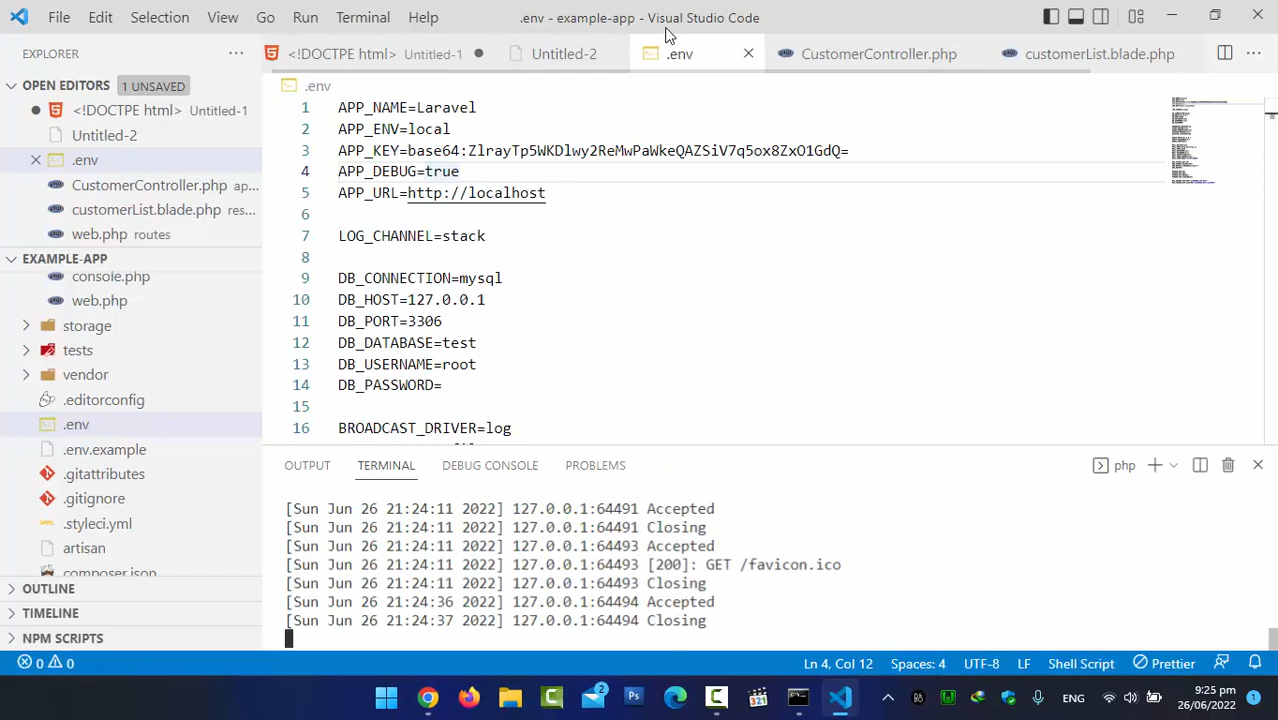 File Edit Selection View Go Run Terminal Help .env - example-app - Visual Studio Code
EXPLORER
<!DOCTPE html> Untitled-1 Untitled-2 .env CustomerController.php customerList.blade.php
OPEN EDITORS 1 UNSAVED
<!DOCTPE html> Untitled-1
Untitled-2
.env
CustomerController.php app...
customerList.blade.php res...
web.php routes
EXAMPLE-APP
console.php
web.php
storage
tests
vendor
.editorconfig
.env
.env.example
.gitattributes
.gitignore
.styleci.yml
artisan
composer.json
OUTLINE
TIMELINE
NPM SCRIPTS
.env
1 APP_NAME=Laravel
2 APP_ENV=local
3 APP_KEY=base64:ZIrayTp5WKDlwy2ReMwPaWkeQAZSiV7q5ox8ZxO1GdQ=
4 APP_DEBUG=true
5 APP_URL=http://localhost
6
7 LOG_CHANNEL=stack
8
9 DB_CONNECTION=mysql
10 DB_HOST=127.0.0.1
11 DB_PORT=3306
12 DB_DATABASE=test
13 DB_USERNAME=root
14 DB_PASSWORD=
15
16 BROADCAST_DRIVER=log
OUTPUT TERMINAL DEBUG CONSOLE PROBLEMS php
[Sun Jun 26 21:24:11 2022] 127.0.0.1:64491 Accepted
[Sun Jun 26 21:24:11 2022] 127.0.0.1:64491 Closing
[Sun Jun 26 21:24:11 2022] 127.0.0.1:64493 Accepted
[Sun Jun 26 21:24:11 2022] 127.0.0.1:64493 [200]: GET /favicon.ico
[Sun Jun 26 21:24:11 2022] 127.0.0.1:64493 Closing
[Sun Jun 26 21:24:36 2022] 127.0.0.1:64494 Accepted
[Sun Jun 26 21:24:37 2022] 127.0.0.1:64494 Closing
0 0 Ln 4, Col 12 Spaces: 4 UTF-8 LF Shell Script Prettier
2 Ps 321 ENG 9:25 pm 1
26/06/2022